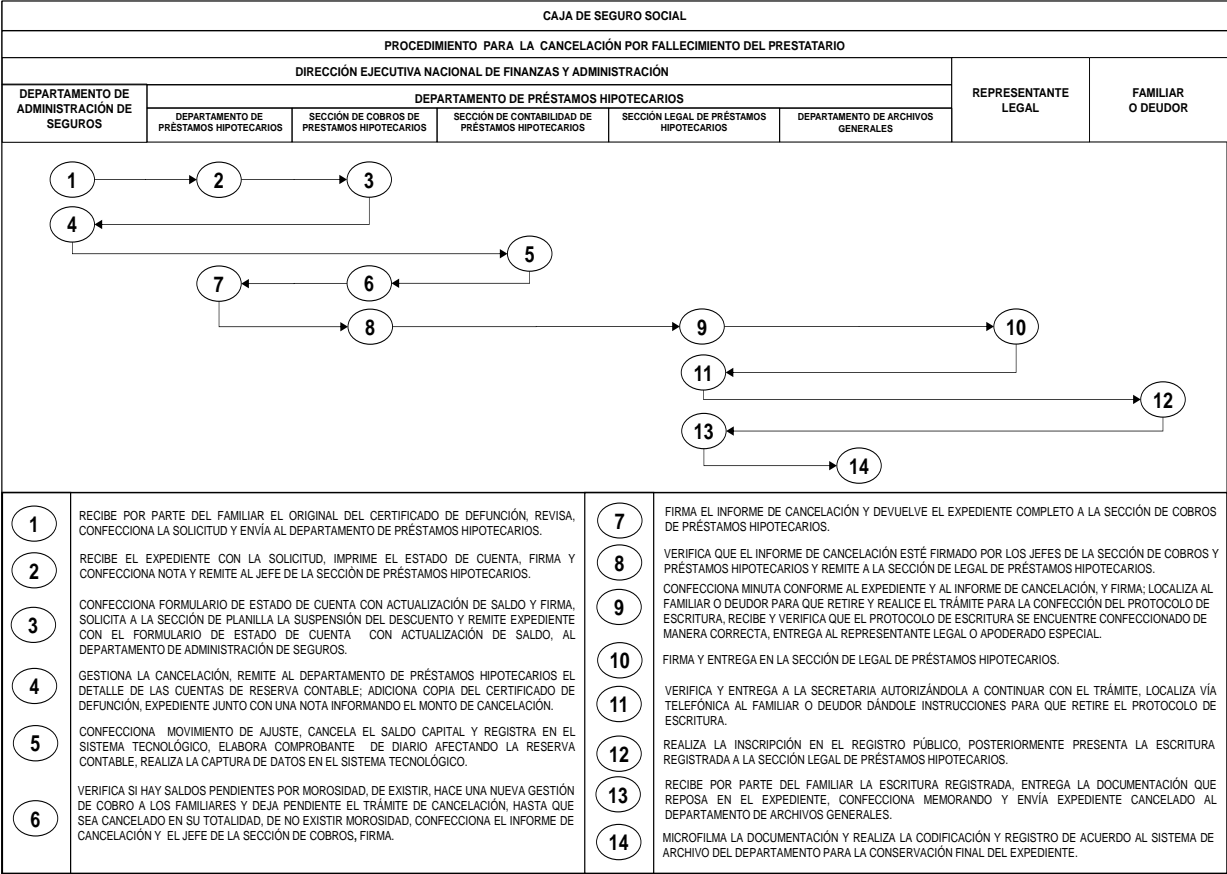 CAJA DE SEGURO SOCIAL
PROCEDIMIENTO PARA LA CANCELACIÓN POR FALLECIMIENTO DEL PRESTATARIO
DIRECCIÓN EJECUTIVA NACIONAL DE FINANZAS Y ADMINISTRACIÓN
REPRESENTANTE
LEGAL
FAMILIAR
O DEUDOR
DEPARTAMENTO DE
ADMINISTRACIÓN DE
SEGUROS
DEPARTAMENTO DE PRÉSTAMOS HIPOTECARIOS
DEPARTAMENTO DE
PRÉSTAMOS HIPOTECARIOS
SECCIÓN DE COBROS DE
PRESTAMOS HIPOTECARIOS
SECCIÓN DE CONTABILIDAD DE
PRÉSTAMOS HIPOTECARIOS
SECCIÓN LEGAL DE PRÉSTAMOS
HIPOTECARIOS
DEPARTAMENTO DE ARCHIVOS
GENERALES
1 2 3
4
5
7 6
8 9 10
11
12
13
14
1
RECIBE POR PARTE DEL FAMILIAR EL ORIGINAL DEL CERTIFICADO DE DEFUNCIÓN, REVISA,
CONFECCIONA LA SOLICITUD Y ENVÍA AL DEPARTAMENTO DE PRÉSTAMOS HIPOTECARIOS.
2
RECIBE EL EXPEDIENTE CON LA SOLICITUD, IMPRIME EL ESTADO DE CUENTA, FIRMA Y
CONFECCIONA NOTA Y REMITE AL JEFE DE LA SECCIÒN DE PRÉSTAMOS HIPOTECARIOS.
3
CONFECCIONA FORMULARIO DE ESTADO DE CUENTA CON ACTUALIZACIÓN DE SALDO Y FIRMA,
SOLICITA A LA SECCIÓN DE PLANILLA LA SUSPENSIÓN DEL DESCUENTO Y REMITE EXPEDIENTE
CON EL FORMULARIO DE ESTADO DE CUENTA CON ACTUALIZACIÓN DE SALDO, AL
DEPARTAMENTO DE ADMINISTRACIÓN DE SEGUROS.
4
GESTIONA LA CANCELACIÓN, REMITE AL DEPARTAMENTO DE PRÉSTAMOS HIPOTECARIOS EL
DETALLE DE LAS CUENTAS DE RESERVA CONTABLE; ADICIONA COPIA DEL CERTIFICADO DE
DEFUNCIÓN, EXPEDIENTE JUNTO CON UNA NOTA INFORMANDO EL MONTO DE CANCELACIÓN.
5
CONFECCIONA MOVIMIENTO DE AJUSTE, CANCELA EL SALDO CAPITAL Y REGISTRA EN EL
SISTEMA TECNOLÓGICO, ELABORA COMPROBANTE DE DIARIO AFECTANDO LA RESERVA
CONTABLE, REALIZA LA CAPTURA DE DATOS EN EL SISTEMA TECNOLÓGICO.
6
VERIFICA SI HAY SALDOS PENDIENTES POR MOROSIDAD, DE EXISTIR, HACE UNA NUEVA GESTIÓN
DE COBRO A LOS FAMILIARES Y DEJA PENDIENTE EL TRÁMITE DE CANCELACIÓN, HASTA QUE
SEA CANCELADO EN SU TOTALIDAD, DE NO EXISTIR MOROSIDAD, CONFECCIONA EL INFORME DE
CANCELACIÓN Y EL JEFE DE LA SECCIÓN DE COBROS, FIRMA.
7
FIRMA EL INFORME DE CANCELACIÓN Y DEVUELVE EL EXPEDIENTE COMPLETO A LA SECCIÓN DE COBROS
DE PRÉSTAMOS HIPOTECARIOS.
8
VERIFICA QUE EL INFORME DE CANCELACIÓN ESTÉ FIRMADO POR LOS JEFES DE LA SECCIÓN DE COBROS Y
PRÉSTAMOS HIPOTECARIOS Y REMITE A LA SECCIÓN DE LEGAL DE PRÉSTAMOS HIPOTECARIOS.
9
CONFECCIONA MINUTA CONFORME AL EXPEDIENTE Y AL INFORME DE CANCELACIÓN, Y FIRMA; LOCALIZA AL
FAMILIAR O DEUDOR PARA QUE RETIRE Y REALICE EL TRÁMITE PARA LA CONFECCIÓN DEL PROTOCOLO DE
ESCRITURA, RECIBE Y VERIFICA QUE EL PROTOCOLO DE ESCRITURA SE ENCUENTRE CONFECCIONADO DE
MANERA CORRECTA, ENTREGA AL REPRESENTANTE LEGAL O APODERADO ESPECIAL.
10
FIRMA Y ENTREGA EN LA SECCIÓN DE LEGAL DE PRÉSTAMOS HIPOTECARIOS.
11
VERIFICA Y ENTREGA A LA SECRETARIA AUTORIZÁNDOLA A CONTINUAR CON EL TRÁMITE, LOCALIZA VÍA
TELEFÓNICA AL FAMILIAR O DEUDOR DÁNDOLE INSTRUCCIONES PARA QUE RETIRE EL PROTOCOLO DE
ESCRITURA.
12
REALIZA LA INSCRIPCIÓN EN EL REGISTRO PÚBLICO, POSTERIORMENTE PRESENTA LA ESCRITURA
REGISTRADA A LA SECCIÓN LEGAL DE PRÉSTAMOS HIPOTECARIOS.
13
RECIBE POR PARTE DEL FAMILIAR LA ESCRITURA REGISTRADA, ENTREGA LA DOCUMENTACIÓN QUE
REPOSA EN EL EXPEDIENTE, CONFECCIONA MEMORANDO Y ENVÍA EXPEDIENTE CANCELADO AL
DEPARTAMENTO DE ARCHIVOS GENERALES.
14
MICROFILMA LA DOCUMENTACIÓN Y REALIZA LA CODIFICACIÓN Y REGISTRO DE ACUERDO AL SISTEMA DE
ARCHIVO DEL DEPARTAMENTO PARA LA CONSERVACIÓN FINAL DEL EXPEDIENTE.